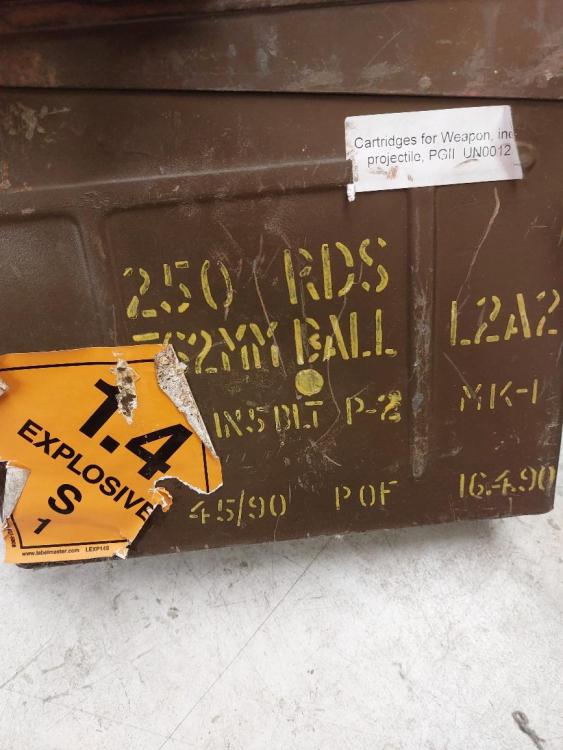 Cartridges for Weapon, ine
projectile, PGII UN0012
250 RDS
7.62MM BALL L2A2
IN 5 BLT P-2 MK-1
45/90 POF 16.4.90
1.4
EXPLOSIVE
S
1
www.labelmaster.com LEXP14S